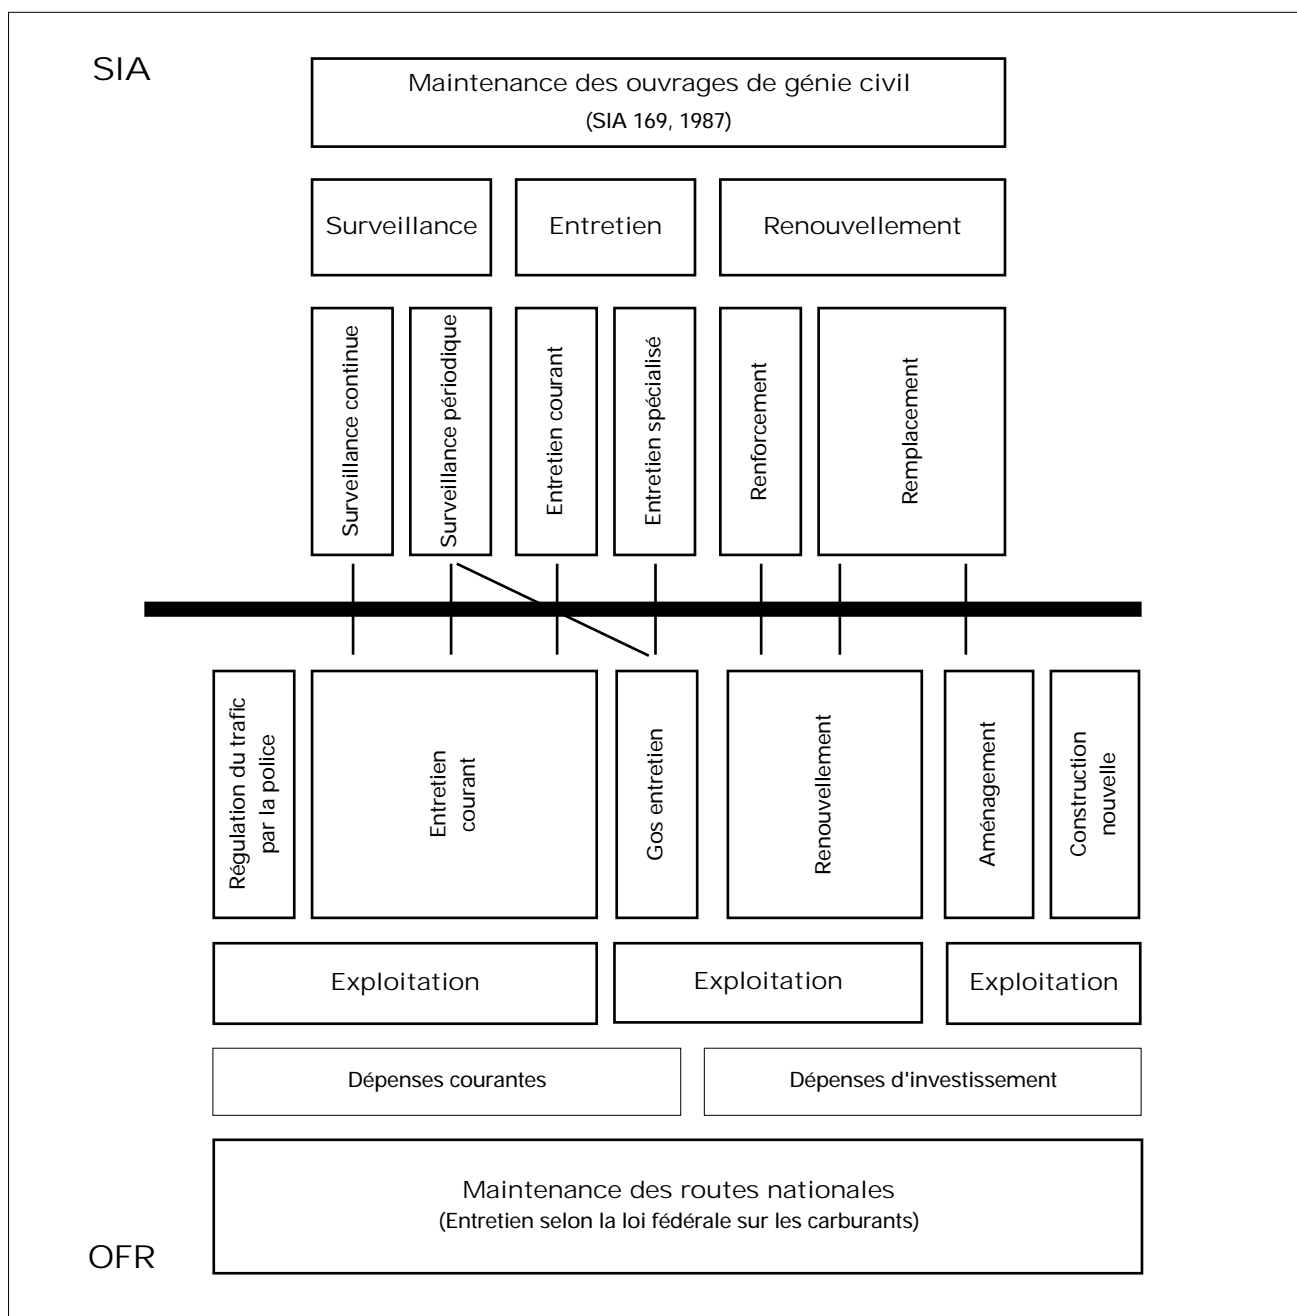 SIA
Maintenance des ouvrages de génie civil
(SIA 169, 1987)
Surveillance
Entretien
Renouvellement
Surveillance continue
Surveillance périodique
Entretien courant
Entretien spécialisé
Renforcement
Remplacement
Régulation du trafic
par la police
Entretien
courant
Gos entretien
Renouvellement
Aménagement
Construction
nouvelle
Exploitation
Exploitation
Exploitation
Dépenses courantes
Dépenses d'investissement
Maintenance des routes nationales
(Entretien selon la loi fédérale sur les carburants)
OFR